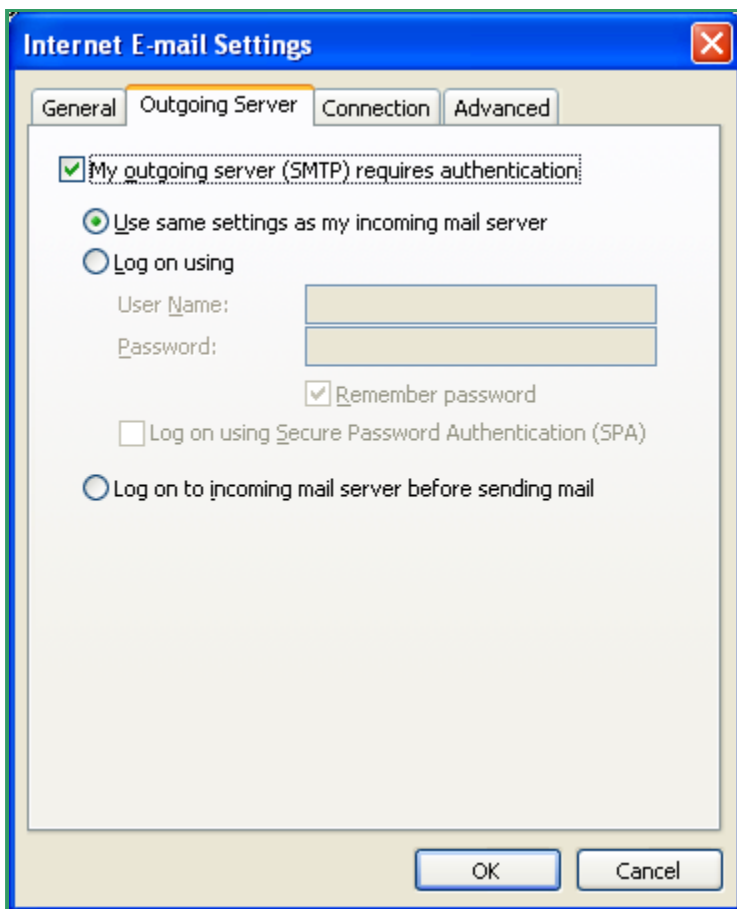 Internet E-mail Settings
General Outgoing Server Connection Advanced
My outgoing server (SMTP) requires authentication
Use same settings as my incoming mail server
Log on using
User Name:
Password:
Remember password
Log on using Secure Password Authentication (SPA)
Log on to incoming mail server before sending mail
OK Cancel